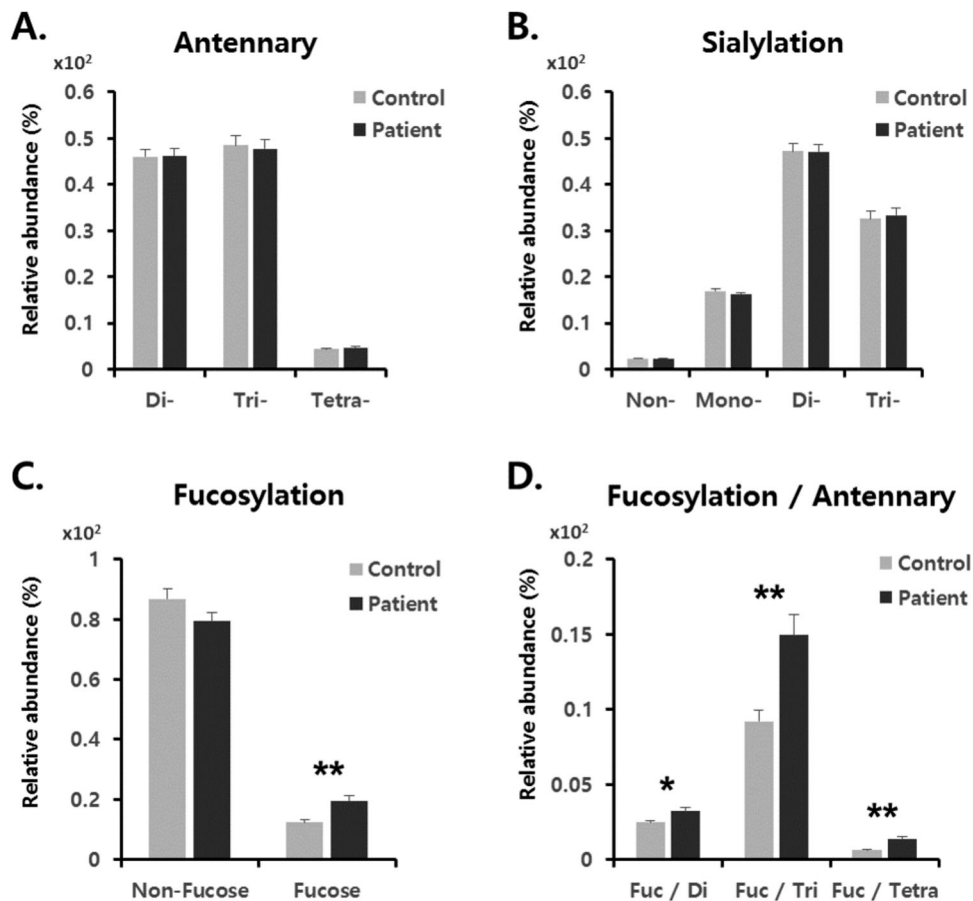 A.
Antennary
x10²
Relative abundance (%)
0.6
0.5
0.4
0.3
0.2
0.1
0
Control
Patient
Di- Tri- Tetra-
B.
Sialylation
x10²
Relative abundance (%)
0.6
0.5
0.4
0.3
0.2
0.1
0
Control
Patient
Non- Mono- Di- Tri-
C.
Fucosylation
x10²
Relative abundance (%)
1
0.8
0.6
0.4
0.2
0
Control
Patient
**
Non-Fucose Fucose
D.
Fucosylation / Antennary
x10²
Relative abundance (%)
0.2
0.15
0.1
0.05
0
Control
Patient
*
**
**
Fuc / Di Fuc / Tri Fuc / Tetra